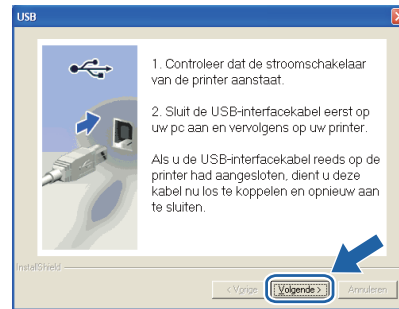 USB
1. Controleer dat de stroomschakelaar
van de printer aanstaat.
2. Sluit de USB-interfacekabel eerst op
uw pc aan en vervolgens op uw printer.
Als u de USB-interfacekabel reeds op de
printer had aangesloten, dient u deze
kabel nu los te koppelen en opnieuw aan
te sluiten.
InstallShield
< Vorige Volgende > Annuleren